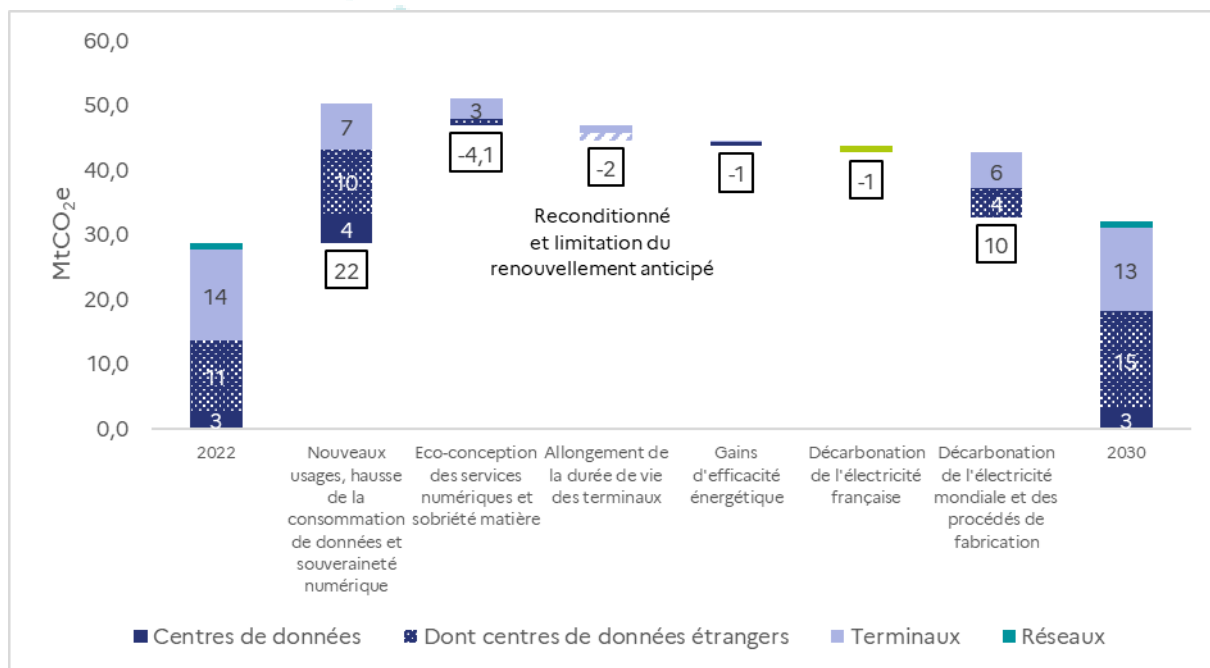 60,0
50,0
40,0
30,0
20,0
10,0
0,0
MtCO₂e
14
11
3
7
10
4
22
3
-4,1
-2
Reconditionné
et limitation du
renouvellement anticipé
-1
-1
6
4
10
13
15
3
2022
Nouveaux
usages, hausse de
la
consommation
de données et
souveraineté
numérique
Eco-conception
des services
numériques et
sobriété matière
Allongement de
la durée de vie
des terminaux
Gains
d'efficacité
énergétique
Décarbonation
de l'électricité
française
Décarbonation
de l'électricité
mondiale et des
procédés de
fabrication
2030
Centres de données
Dont centres de données étrangers
Terminaux
Réseaux